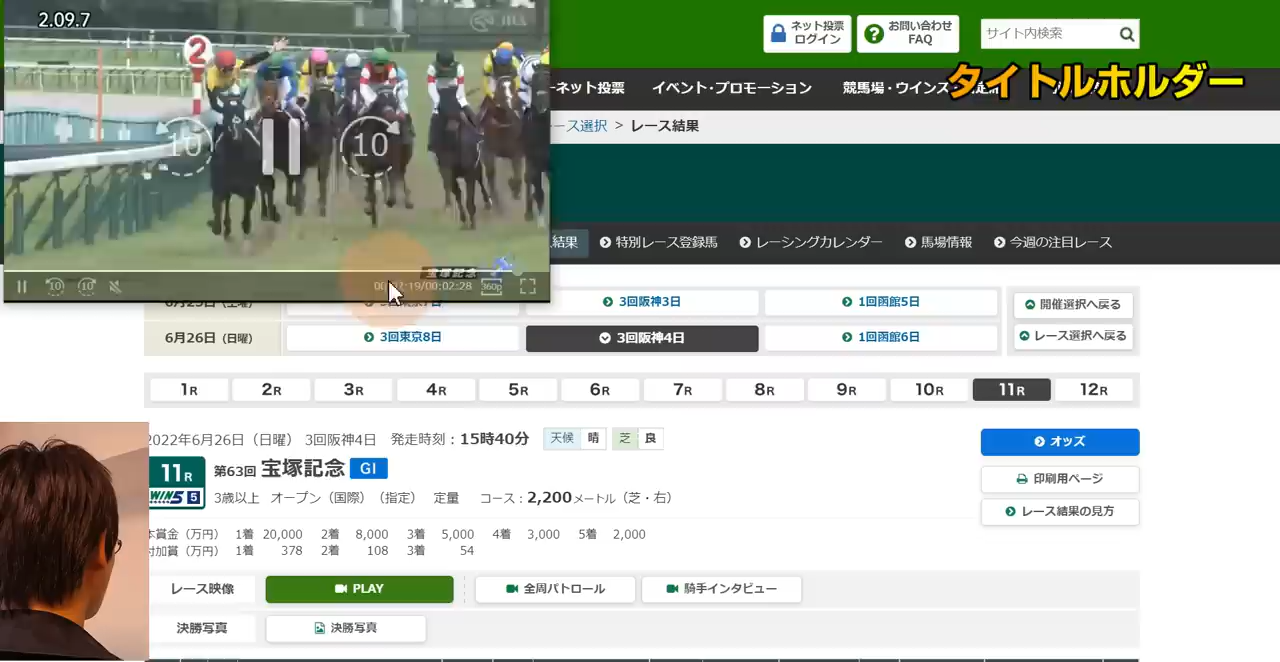 2.09.7
2
ネット投票
ログイン
お問い合わせ
FAQ
サイト内検索
タイトルホルダー
ーネット投票
イベント・プロモーション
競馬場・ウインズ
ース選択 > レース結果
10
10
結果
特別レース登録馬
レーシングカレンダー
馬場情報
今週の注目レース
宝塚記念
10
10
2:19/00:02:28
360p
3回阪神3日
1回函館5日
開催選択へ戻る
6月26日（日曜）
3回東京8日
3回阪神4日
1回函館6日
レース選択へ戻る
1R 2R 3R 4R 5R 6R 7R 8R 9R 10R 11R 12R
2022年6月26日（日曜） 3回阪神4日 発走時刻：15時40分 天候 晴 芝 良
オッズ
11R
第63回 宝塚記念 GI
WIN5 5
3歳以上 オープン（国際）（指定） 定量 コース：2,200メートル（芝・右）
印刷用ページ
レース結果の見方
本賞金（万円） 1着 20,000 2着 8,000 3着 5,000 4着 3,000 5着 2,000
付加賞（万円） 1着 378 2着 108 3着 54
レース映像
PLAY
全周パトロール
騎手インタビュー
決勝写真
決勝写真